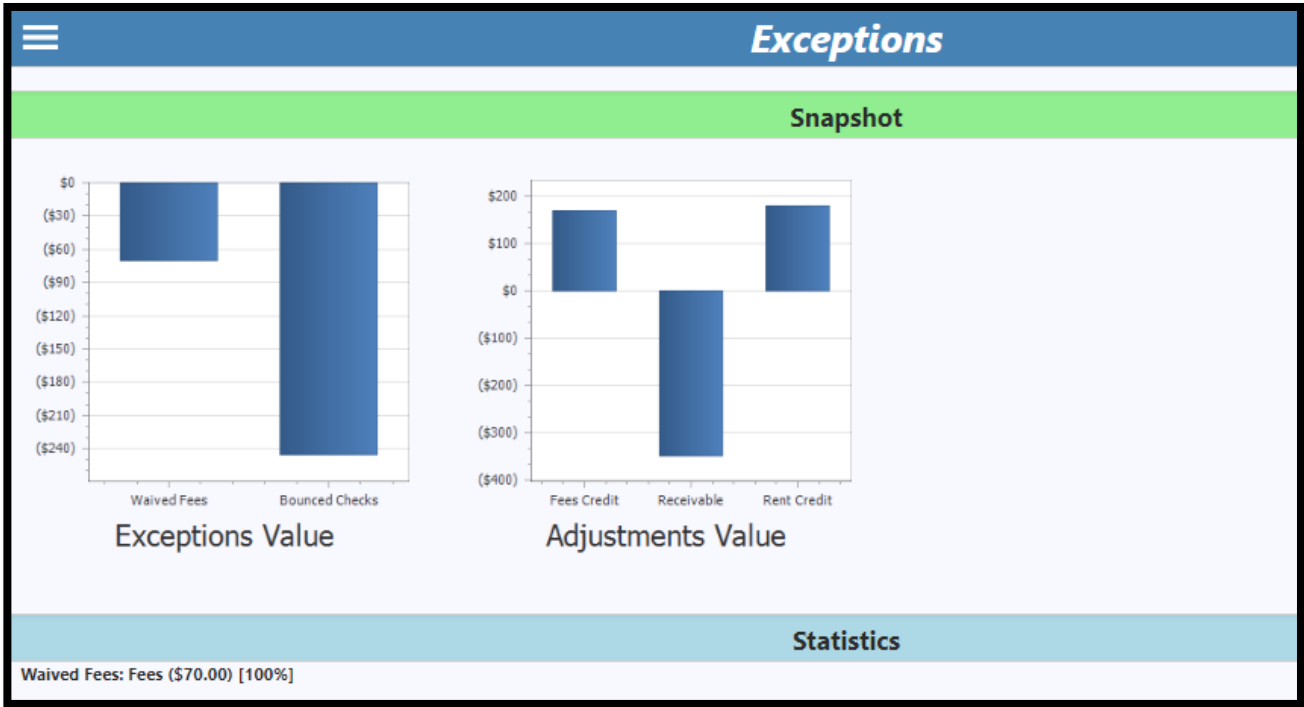 Exceptions
Snapshot
$0
($30)
($60)
($90)
($120)
($150)
($180)
($210)
($240)
Waived Fees Bounced Checks
Exceptions Value
$200
$100
$0
($100)
($200)
($300)
($400)
Fees Credit Receivable Rent Credit
Adjustments Value
Statistics
Waived Fees: Fees ($70.00) [100%]